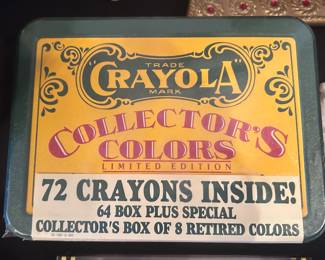 TRADE
"CRAYOLA"
MARK
COLLECTOR'S
COLORS
LIMITED EDITION
72 CRAYONS INSIDE!
64 BOX PLUS SPECIAL
COLLECTOR'S BOX OF 8 RETIRED COLORS